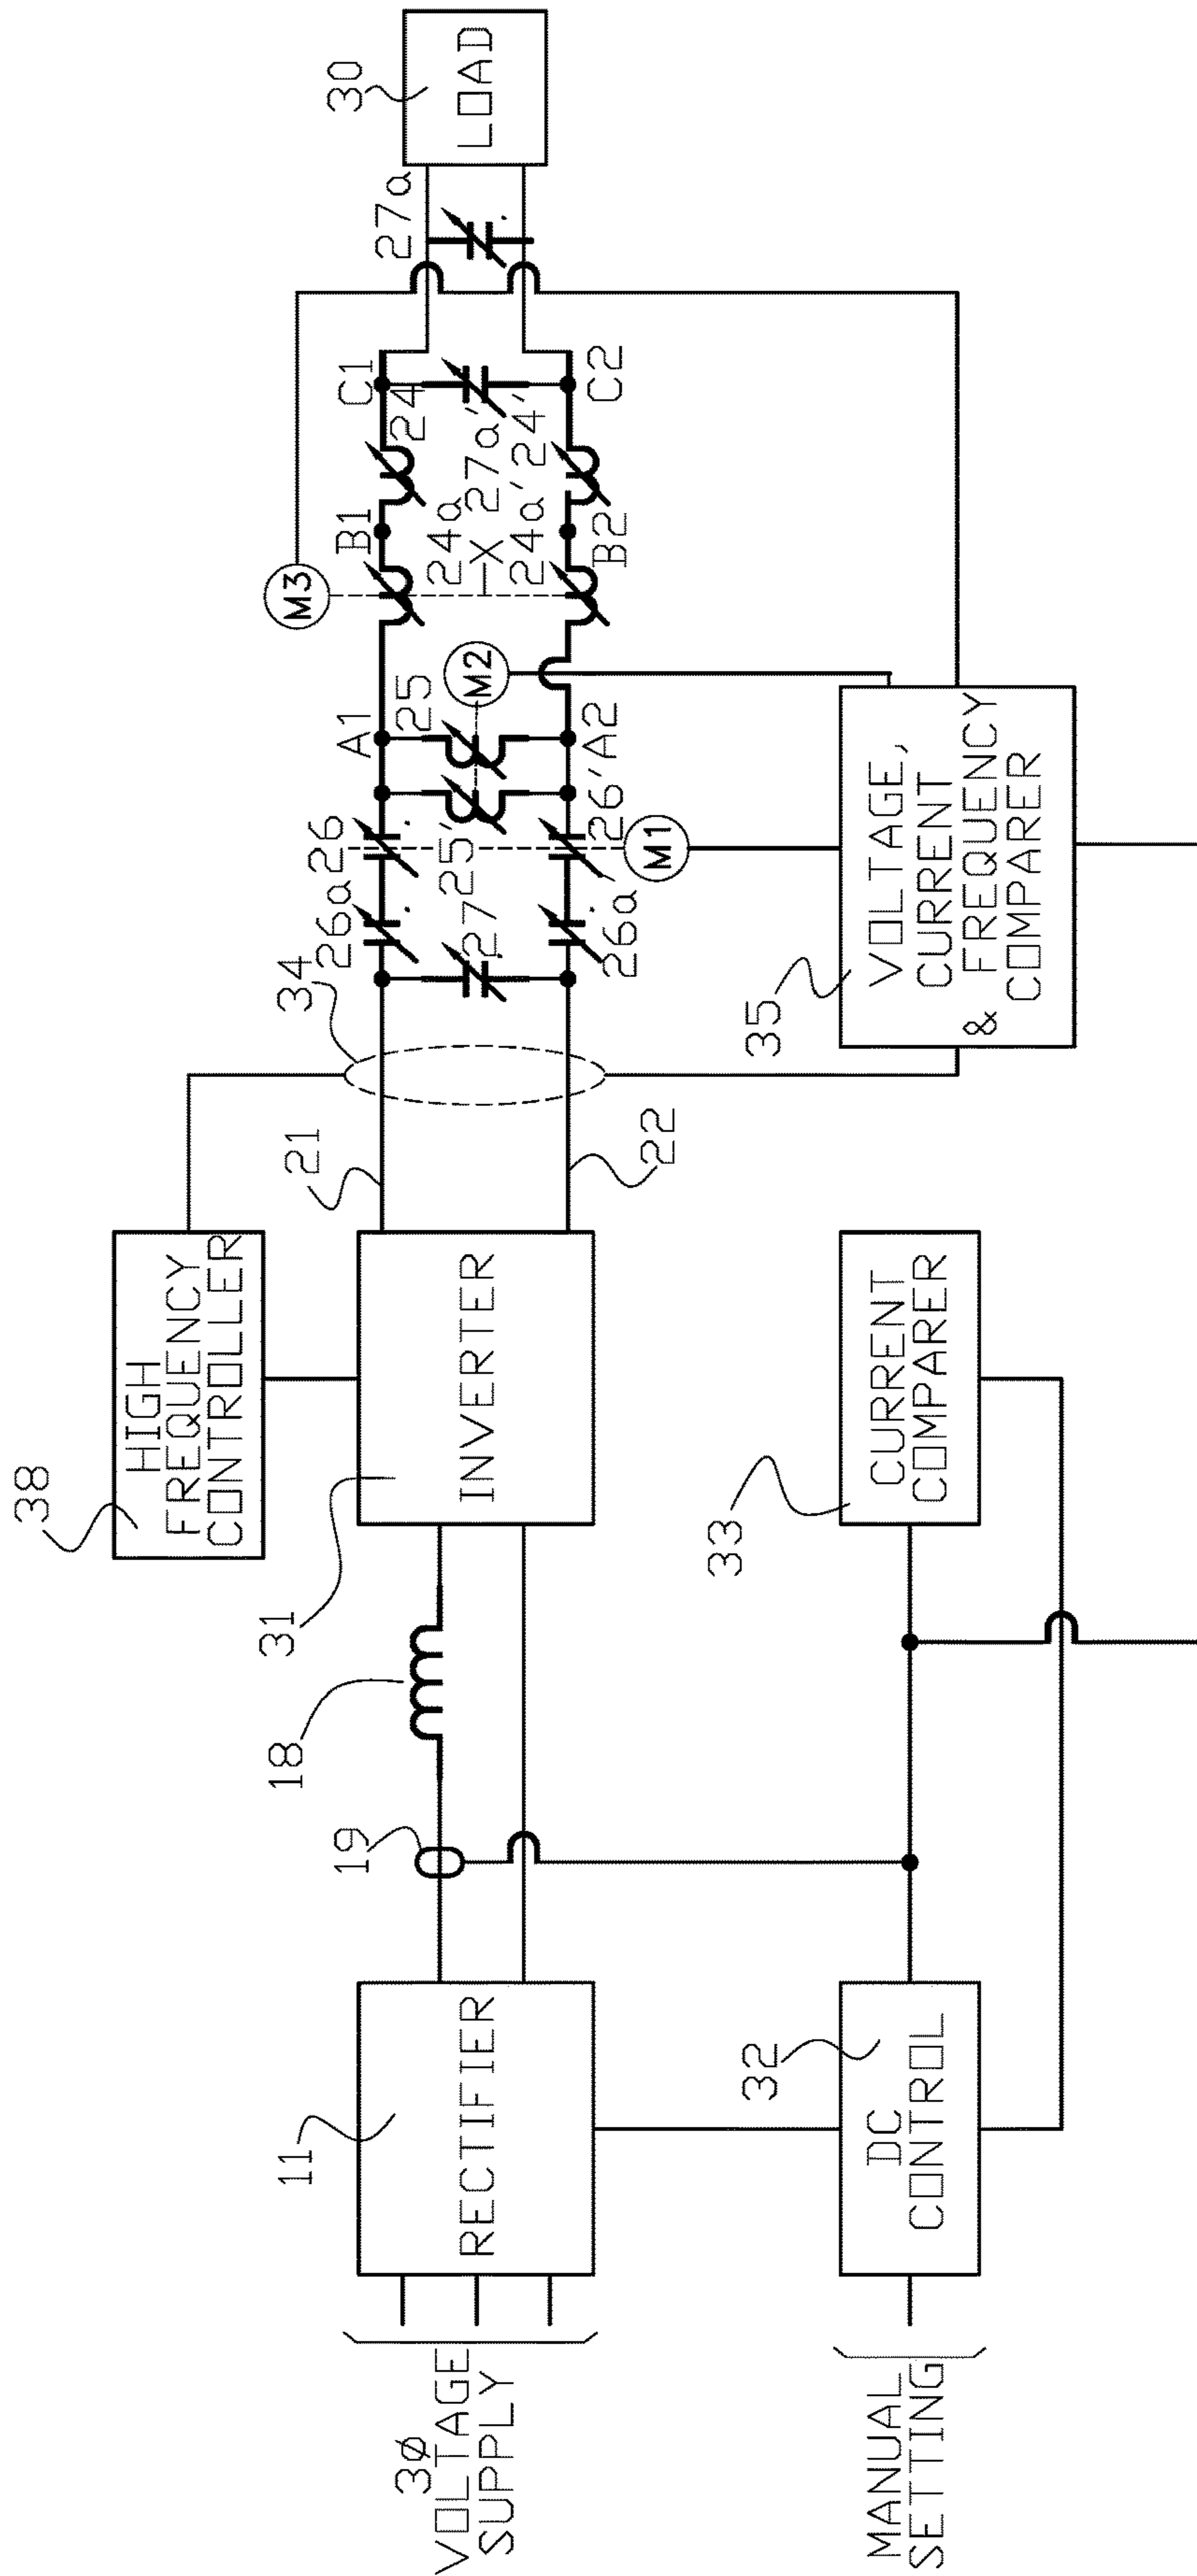 38
HIGH
FREQUENCY
CONTROLLER
30
LOAD
3ø
VOLTAGE
SUPPLY
11
RECTIFIER
19
18
31
INVERTER
21
22
34
26a
26
27
25'
26a
26'
A1
25
A2
M1
M2
M3
B1
24a
X
24a'
B2
24
27a'
24'
C1
C2
27a
MANUAL
SETTING
32
DC
CONTROL
33
CURRENT
COMPARER
35
VOLTAGE,
CURRENT
& FREQUENCY
COMPARER